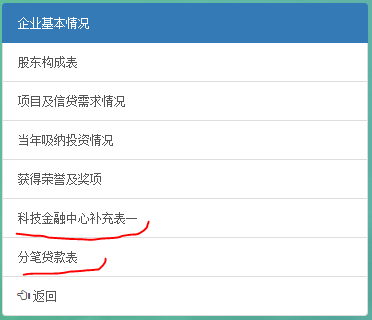 企业基本情况
股东构成表
项目及信贷需求情况
当年吸纳投资情况
获得荣誉及奖项
科技金融中心补充表一
分笔贷款表
返回